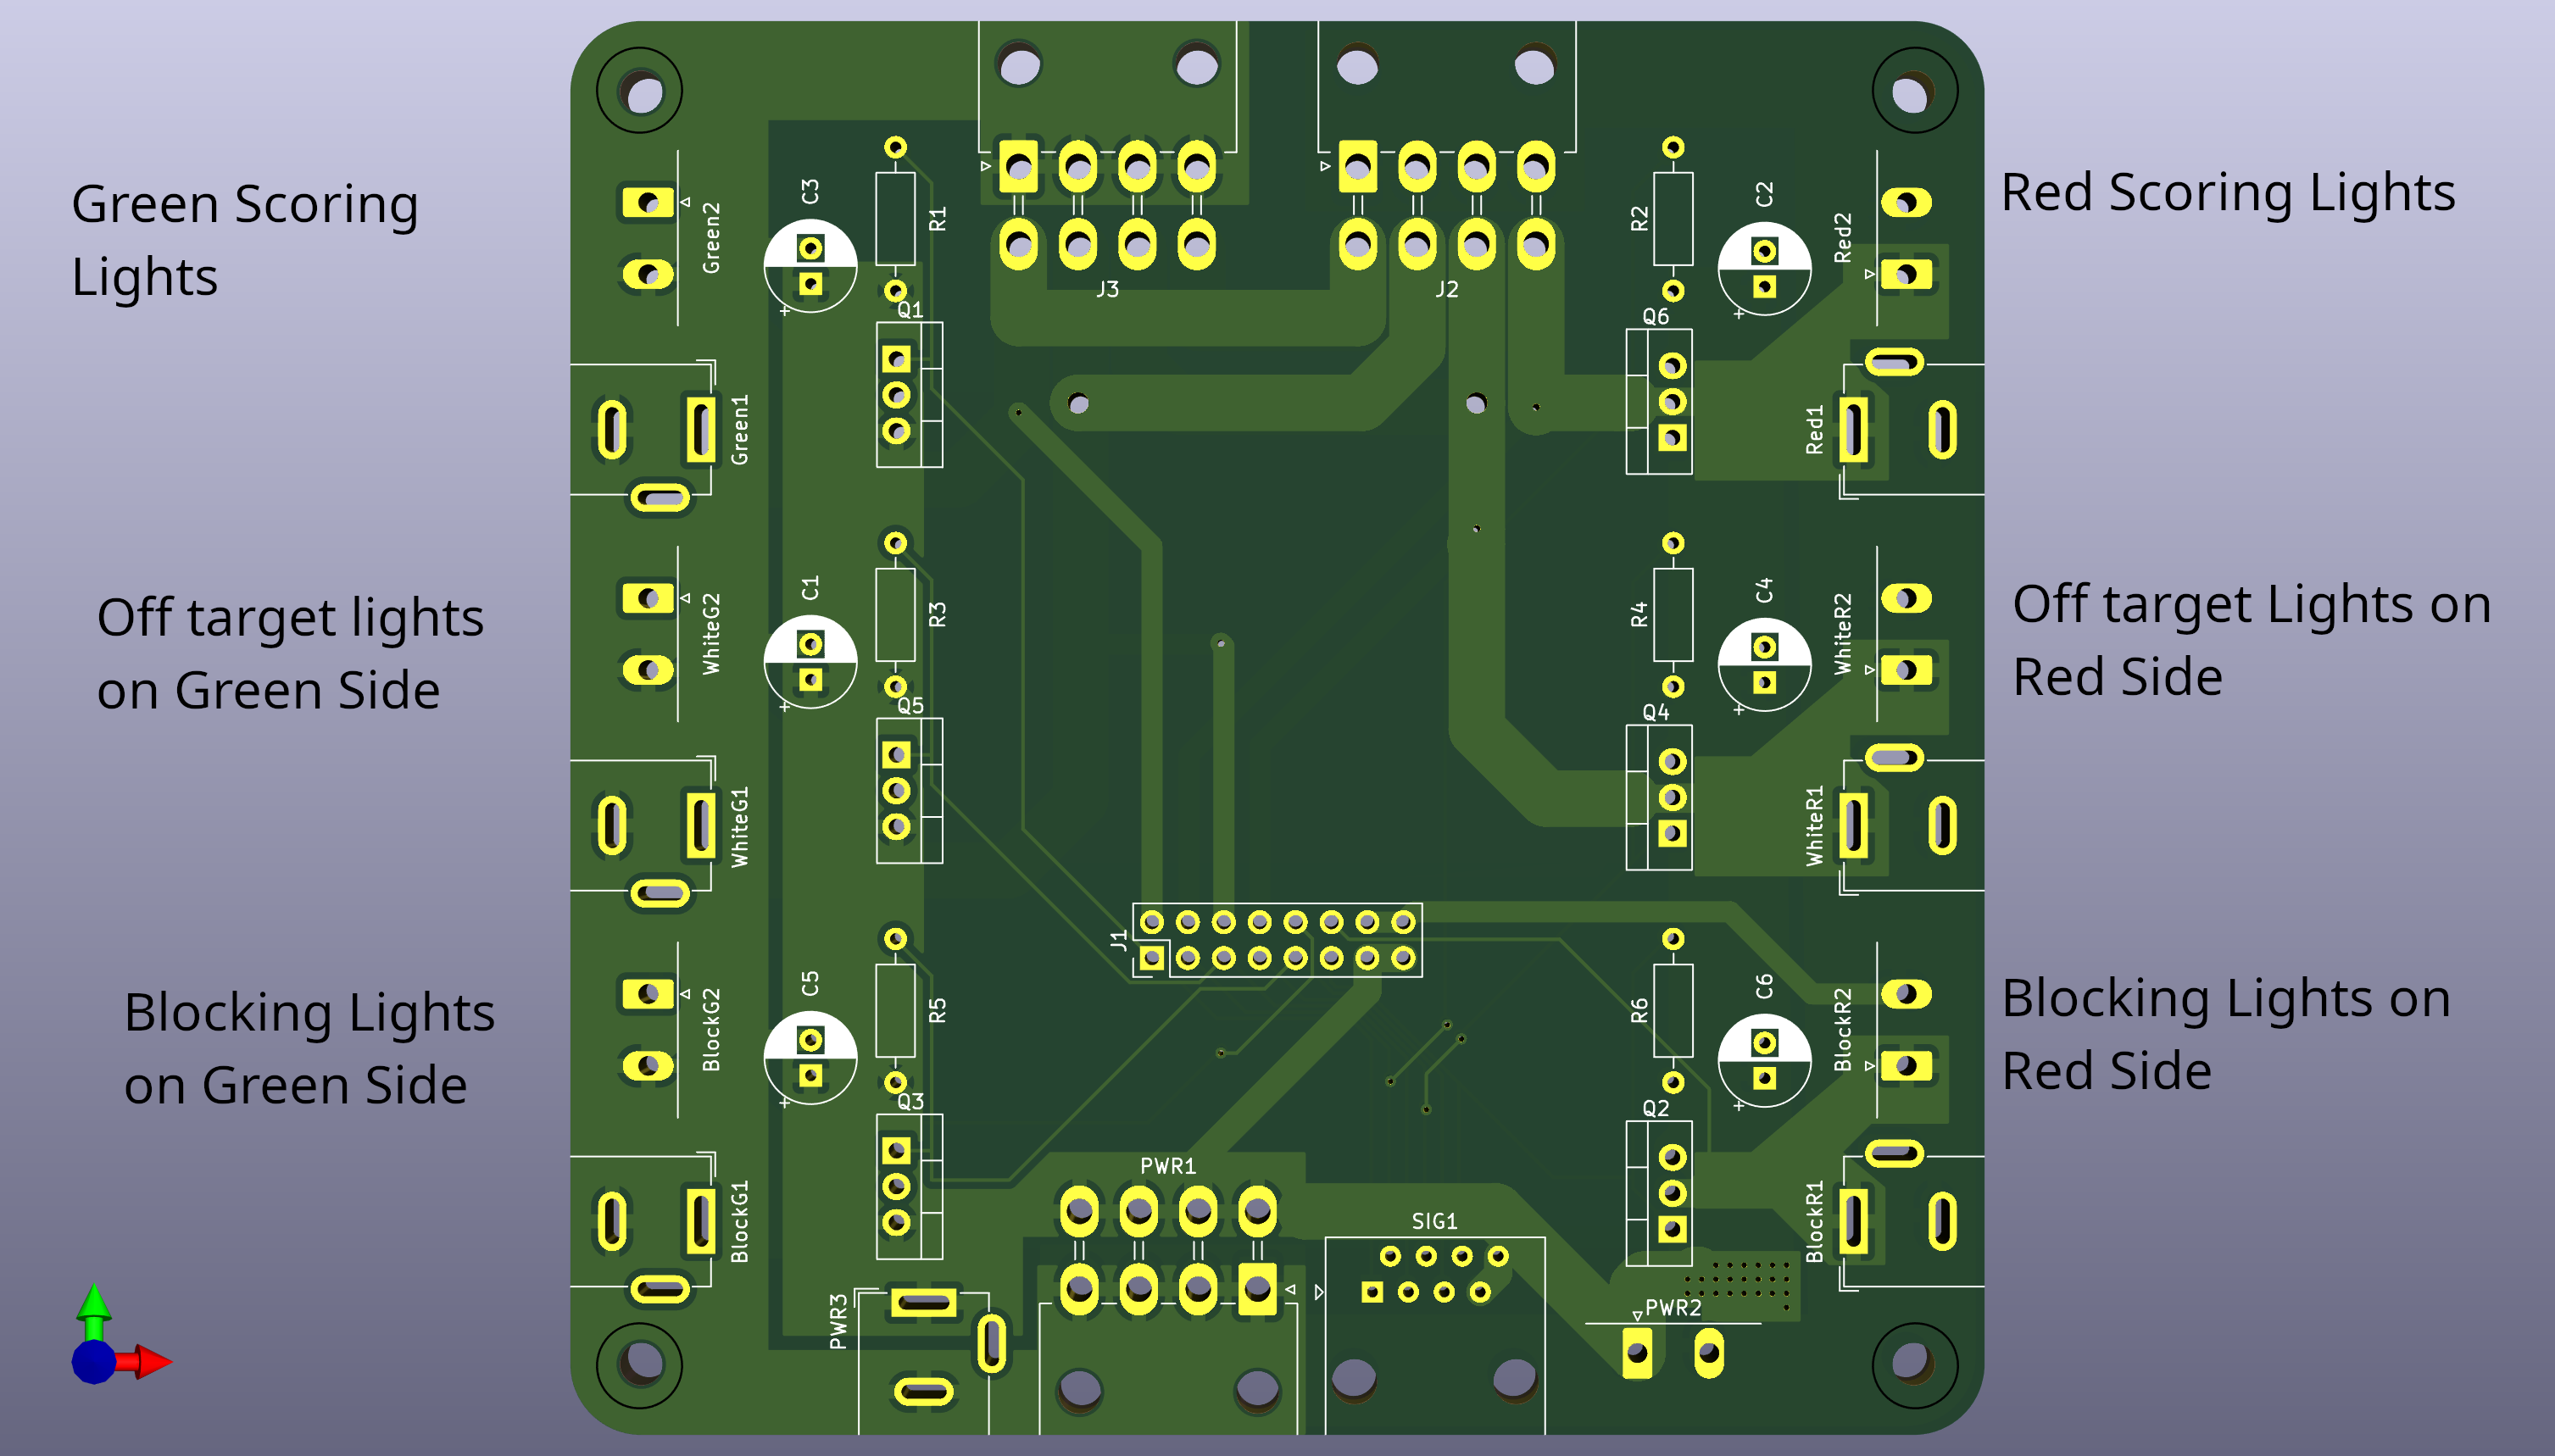 Green Scoring
Lights
Red Scoring Lights
Off target lights
on Green Side
Off target Lights on
Red Side
Blocking Lights
on Green Side
Blocking Lights on
Red Side
C3
R1
Green2
Q1
J3
J2
R2
C2
Red2
Q6
+
+
Green1
Red1
C1
R3
WhiteG2
Q5
R4
C4
WhiteR2
Q4
+
+
WhiteG1
WhiteR1
J1
C5
R5
BlockG2
Q3
R6
C6
BlockR2
Q2
+
+
BlockG1
BlockR1
PWR1
SIG1
PWR3
PWR2